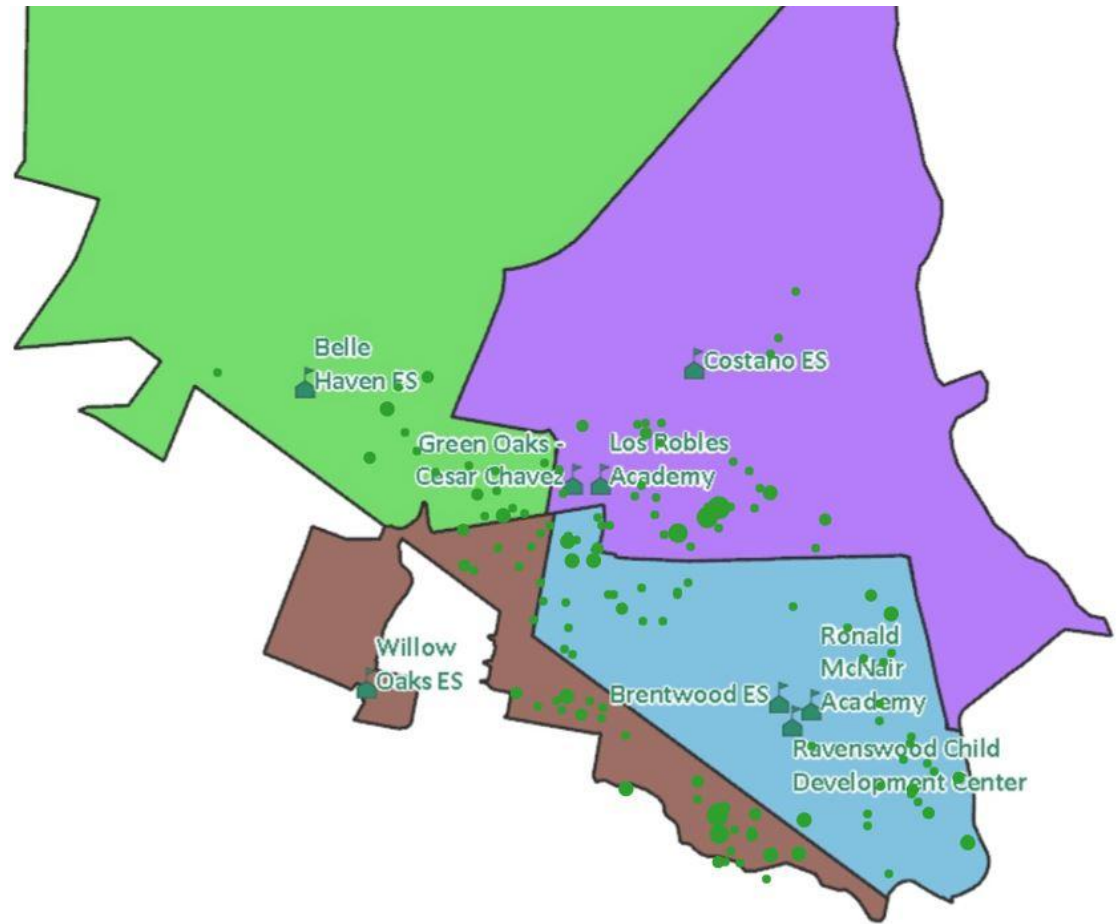 Belle
Haven ES
Costano ES
Green Oaks -
Cesar Chavez
Los Robles
Academy
Willow
Oaks ES
Ronald
McNair
Academy
Brentwood ES
Ravenswood Child
Development Center